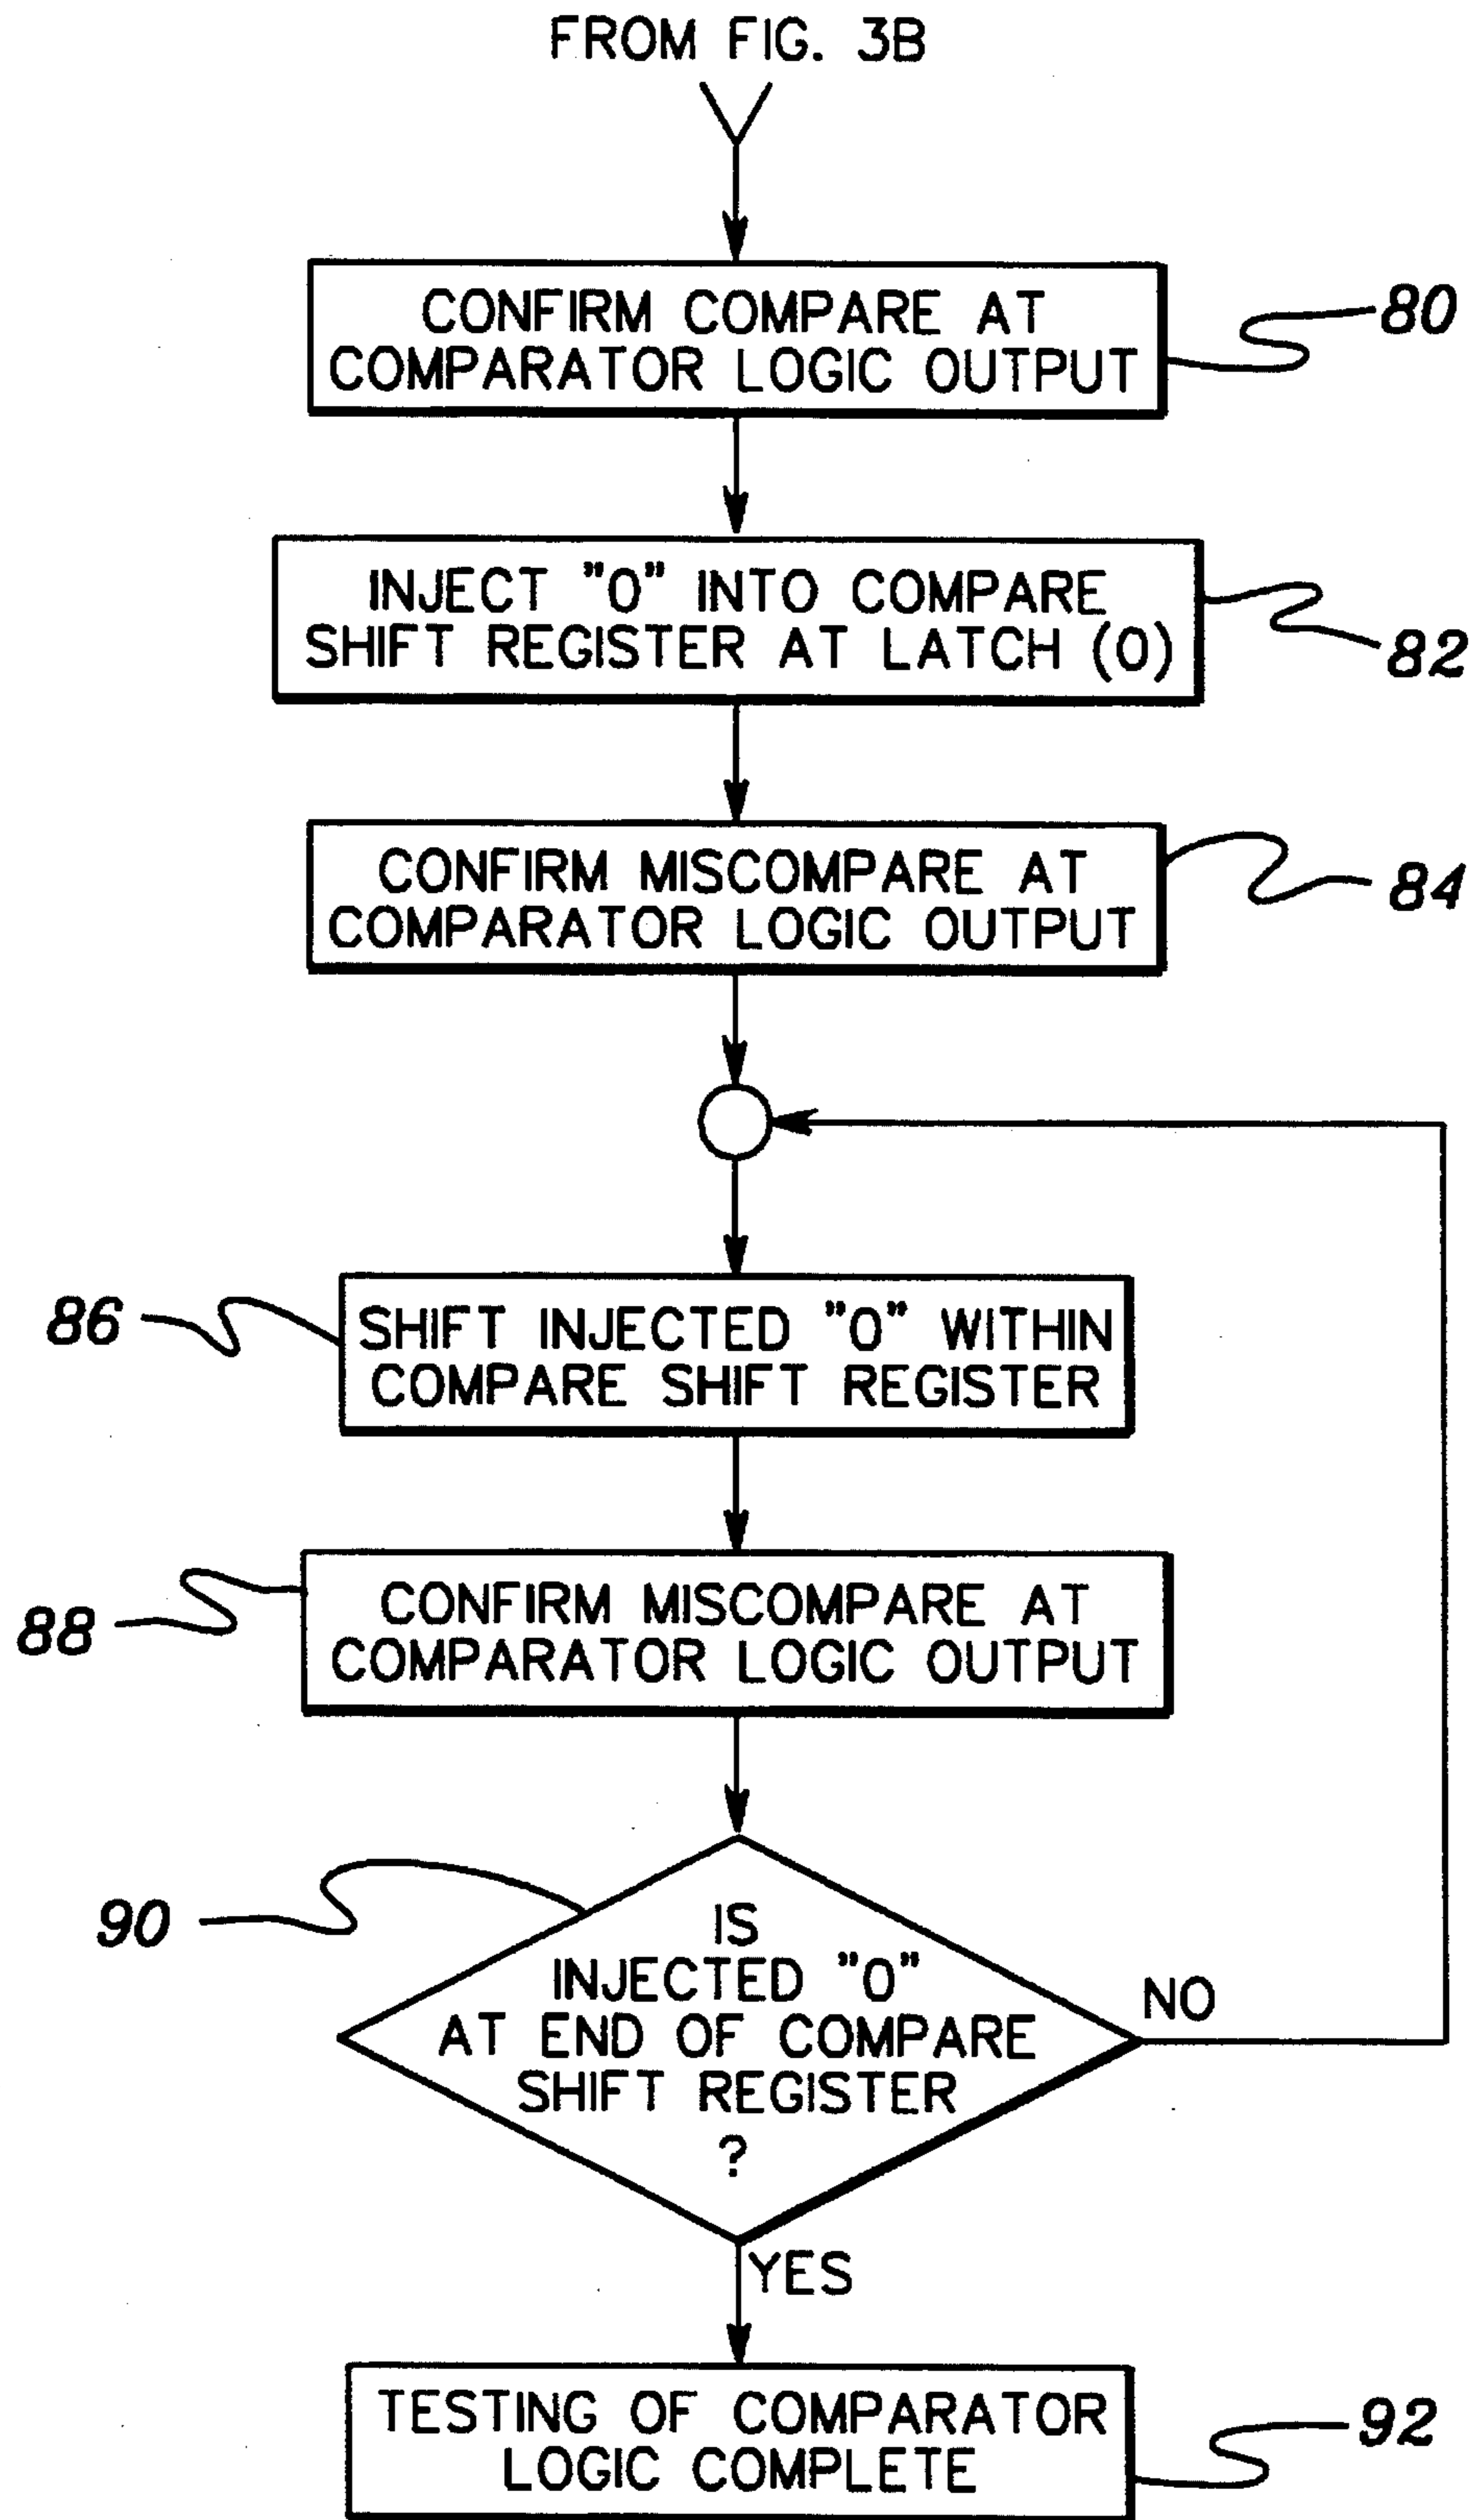 FROM FIG. 3B
CONFIRM COMPARE AT
COMPARATOR LOGIC OUTPUT
80
INJECT "0" INTO COMPARE
SHIFT REGISTER AT LATCH (0)
82
CONFIRM MISCOMPARE AT
COMPARATOR LOGIC OUTPUT
84
86
SHIFT INJECTED "0" WITHIN
COMPARE SHIFT REGISTER
88
CONFIRM MISCOMPARE AT
COMPARATOR LOGIC OUTPUT
90
IS
INJECTED "0"
AT END OF COMPARE
SHIFT REGISTER
?
NO
YES
TESTING OF COMPARATOR
LOGIC COMPLETE
92